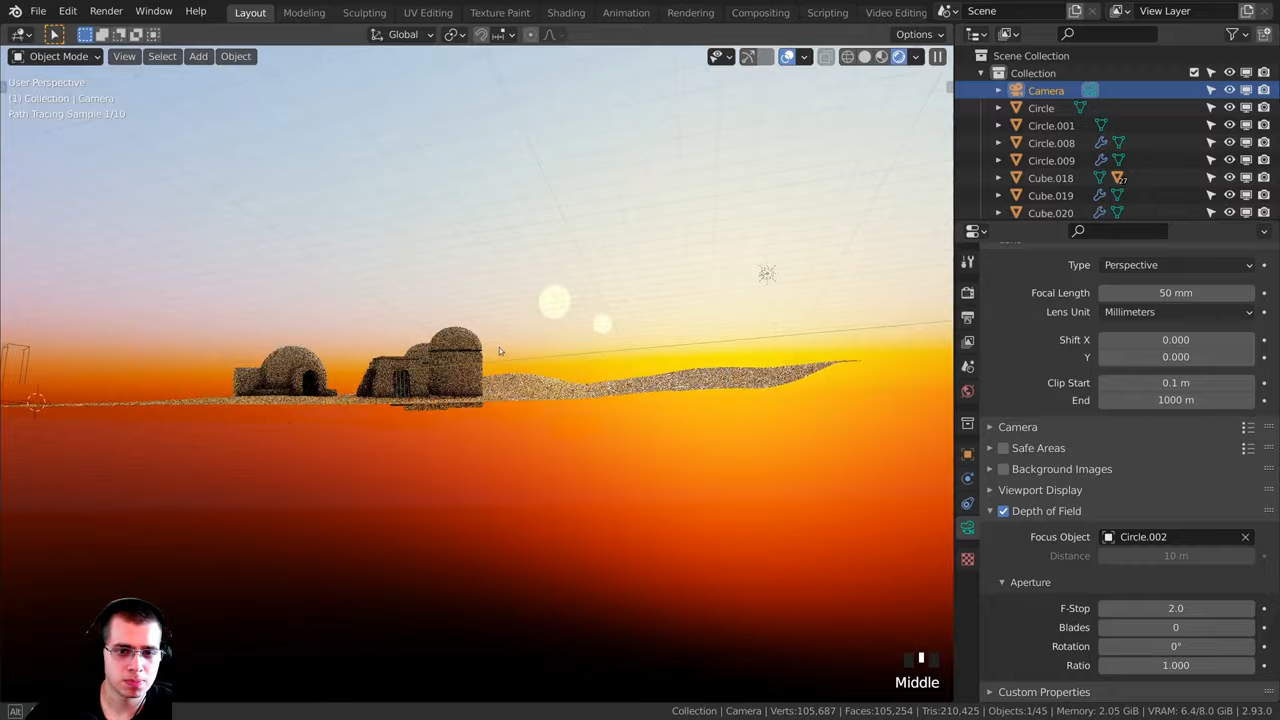 File Edit Render Window Help Layout Modeling Sculpting UV Editing Texture Paint Shading Animation Rendering Compositing Scripting Video Editing Scene View Layer
Global Options
Object Mode View Select Add Object
User Perspective
(1) Collection | Camera
Path Tracing Sample 1/10
Scene Collection
Collection
Camera
Circle
Circle.001
Circle.008
Circle.009
Cube.018 27
Cube.019
Cube.020
Type Perspective
Focal Length 50 mm
Lens Unit Millimeters
Shift X 0.000
Y 0.000
Clip Start 0.1 m
End 1000 m
Camera
Safe Areas
Background Images
Viewport Display
Depth of Field
Focus Object Circle.002
Distance 10 m
Aperture
F-Stop 2.0
Blades 0
Rotation 0°
Ratio 1.000
Custom Properties
Middle
Alt Collection | Camera | Verts:105,687 | Faces:105,254 | Tris:210,425 | Objects:1/45 | Memory: 2.05 GiB | VRAM: 6.4/8.0 GiB | 2.93.0